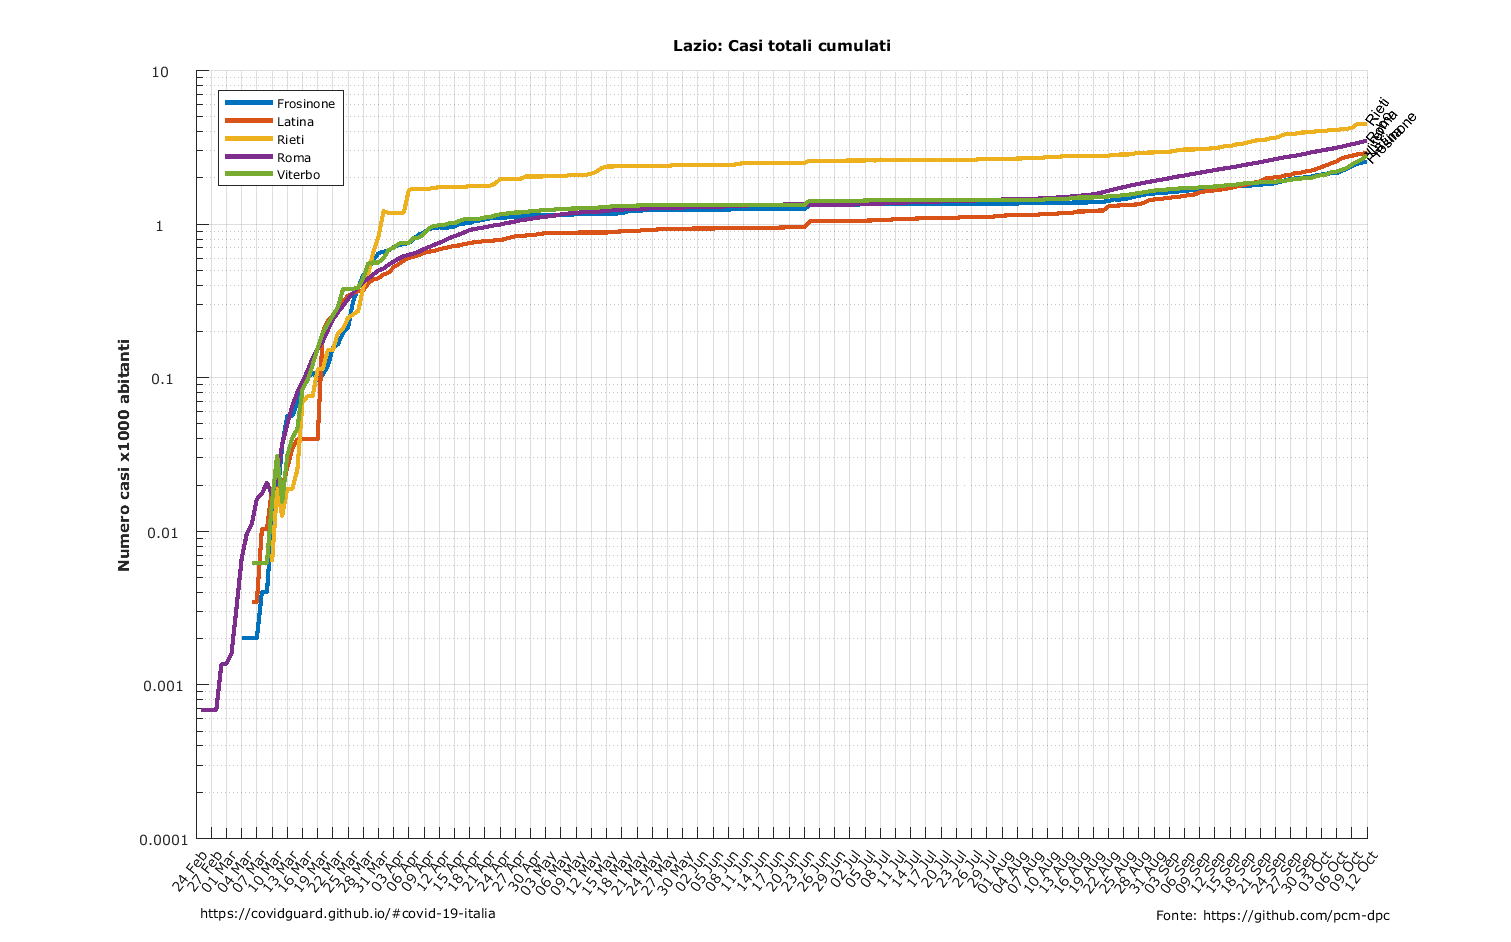 Lazio: Casi totali cumulati
10
1
0.1
0.01
0.001
0.0001
Numero casi x1000 abitanti
Frosinone
Latina
Rieti
Roma
Viterbo
Rieti
Roma
Frosinone
24 Feb
27 Feb
01 Mar
04 Mar
07 Mar
10 Mar
13 Mar
16 Mar
19 Mar
22 Mar
25 Mar
28 Mar
31 Mar
03 Apr
06 Apr
09 Apr
12 Apr
15 Apr
18 Apr
21 Apr
24 Apr
27 Apr
30 Apr
03 May
06 May
09 May
12 May
15 May
18 May
21 May
24 May
27 May
30 May
02 Jun
05 Jun
08 Jun
11 Jun
14 Jun
17 Jun
20 Jun
23 Jun
26 Jun
29 Jun
02 Jul
05 Jul
08 Jul
11 Jul
14 Jul
17 Jul
20 Jul
23 Jul
26 Jul
29 Jul
01 Aug
04 Aug
07 Aug
10 Aug
13 Aug
16 Aug
19 Aug
22 Aug
25 Aug
28 Aug
31 Aug
03 Sep
06 Sep
09 Sep
12 Sep
15 Sep
18 Sep
21 Sep
24 Sep
27 Sep
30 Sep
03 Oct
06 Oct
09 Oct
12 Oct
https://covidguard.github.io/#covid-19-italia
Fonte: https://github.com/pcm-dpc